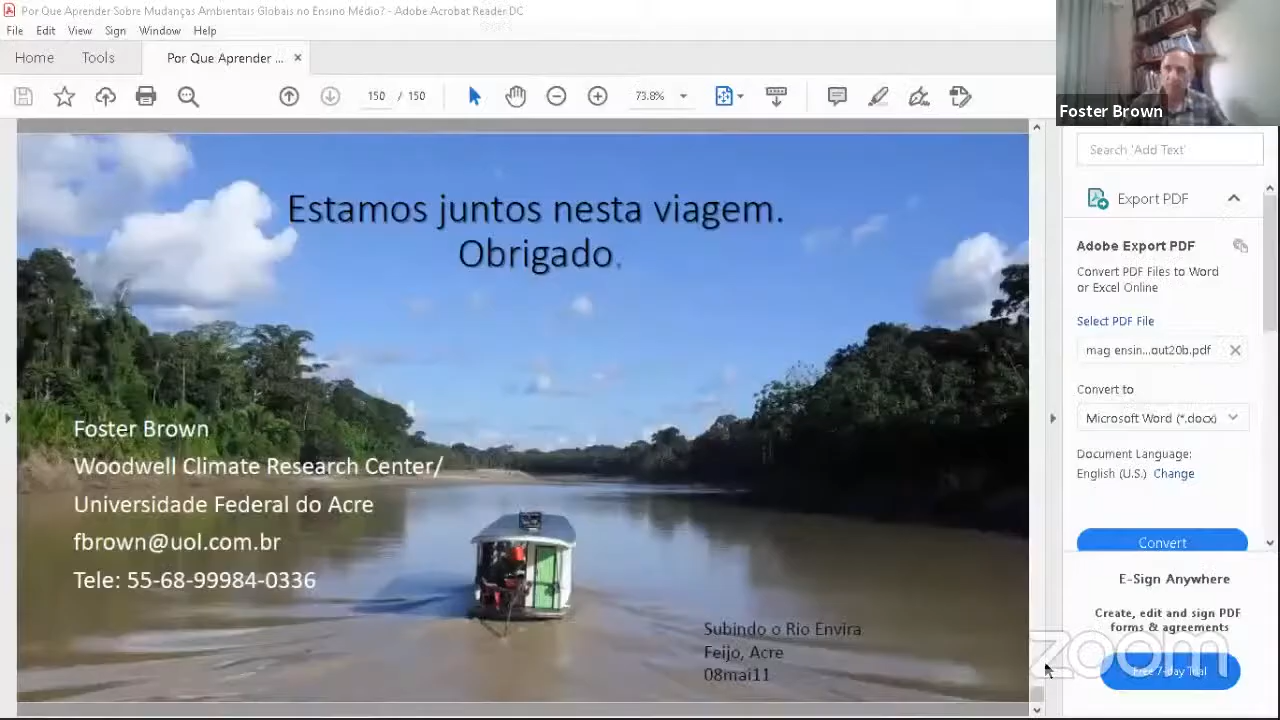 Por Que Aprender Sobre Mudanças Ambientais Globais no Ensino Médio? - Adobe Acrobat Reader DC
File Edit View Sign Window Help
Home Tools Por Que Aprender ... ×
150 / 150 73.8%
Foster Brown
Search 'Add Text'
Export PDF
Adobe Export PDF
Convert PDF Files to Word
or Excel Online
Select PDF File
mag ensin...out20b.pdf
Convert to
Microsoft Word (*.docx)
Document Language:
English (U.S.) Change
Convert
E-Sign Anywhere
Create, edit and sign PDF
forms & agreements
Free 7-day Trial
zoom
Estamos juntos nesta viagem.
Obrigado.
Foster Brown
Woodwell Climate Research Center/
Universidade Federal do Acre
fbrown@uol.com.br
Tele: 55-68-99984-0336
Subindo o Rio Envira
Feijo, Acre
08mai11